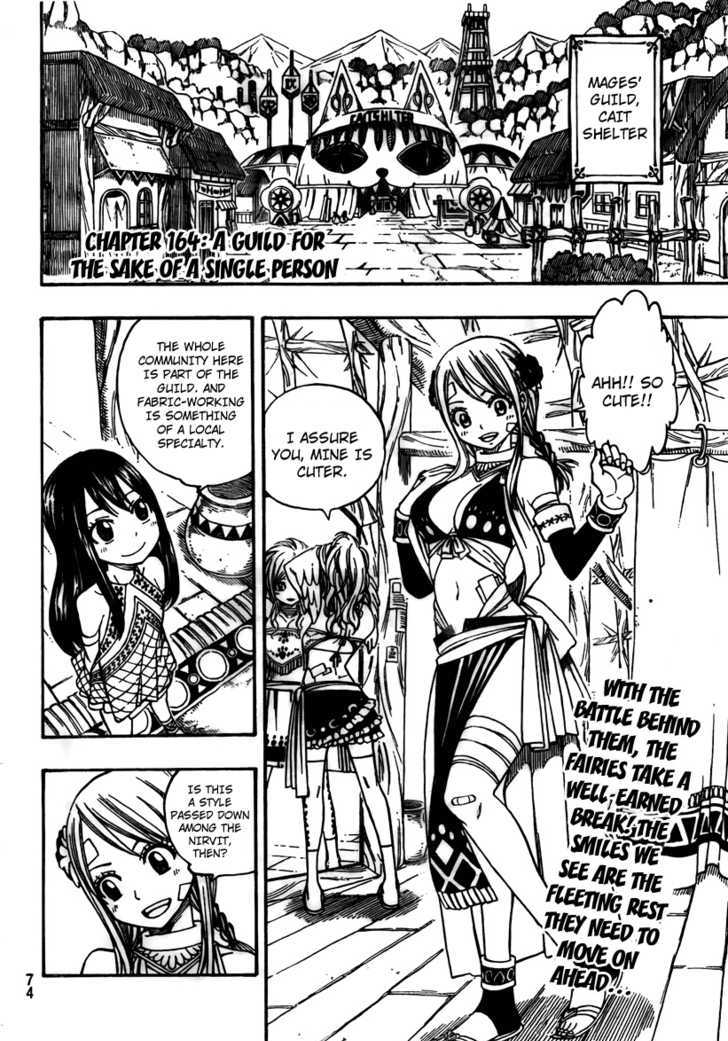 MAGES'
GUILD,
CAIT
SHELTER
CAITSHELTER
CHAPTER 164: A GUILD FOR
THE SAKE OF A SINGLE PERSON
AHH!! SO
CUTE!!
I ASSURE
YOU, MINE IS
CUTER.
THE WHOLE
COMMUNITY HERE
IS PART OF THE
GUILD. AND
FABRIC-WORKING
IS SOMETHING
OF A LOCAL
SPECIALTY.
WITH THE
BATTLE BEHIND
THEM, THE
FAIRIES TAKE A
WELL-EARNED
BREAK! THE
SMILES WE
SEE ARE THE
FLEETING REST
THEY NEED TO
MOVE ON
AHEAD...
IS THIS
A STYLE
PASSED DOWN
AMONG THE
NIRVIT,
THEN?
74